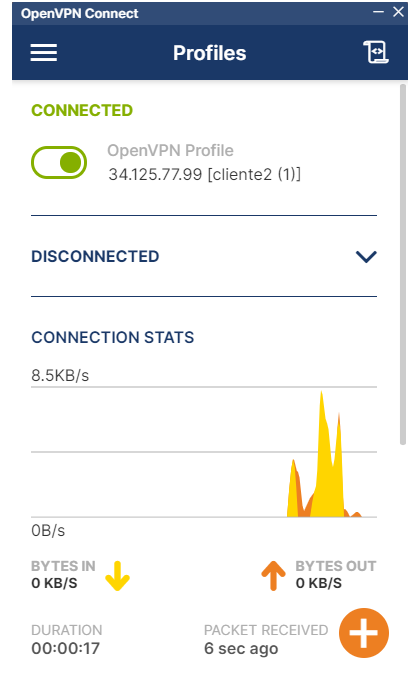 OpenVPN Connect
Profiles
CONNECTED
OpenVPN Profile
34.125.77.99 [cliente2 (1)]
DISCONNECTED
CONNECTION STATS
8.5KB/s
0B/s
BYTES IN
0 KB/S
BYTES OUT
0 KB/S
DURATION
00:00:17
PACKET RECEIVED
6 sec ago